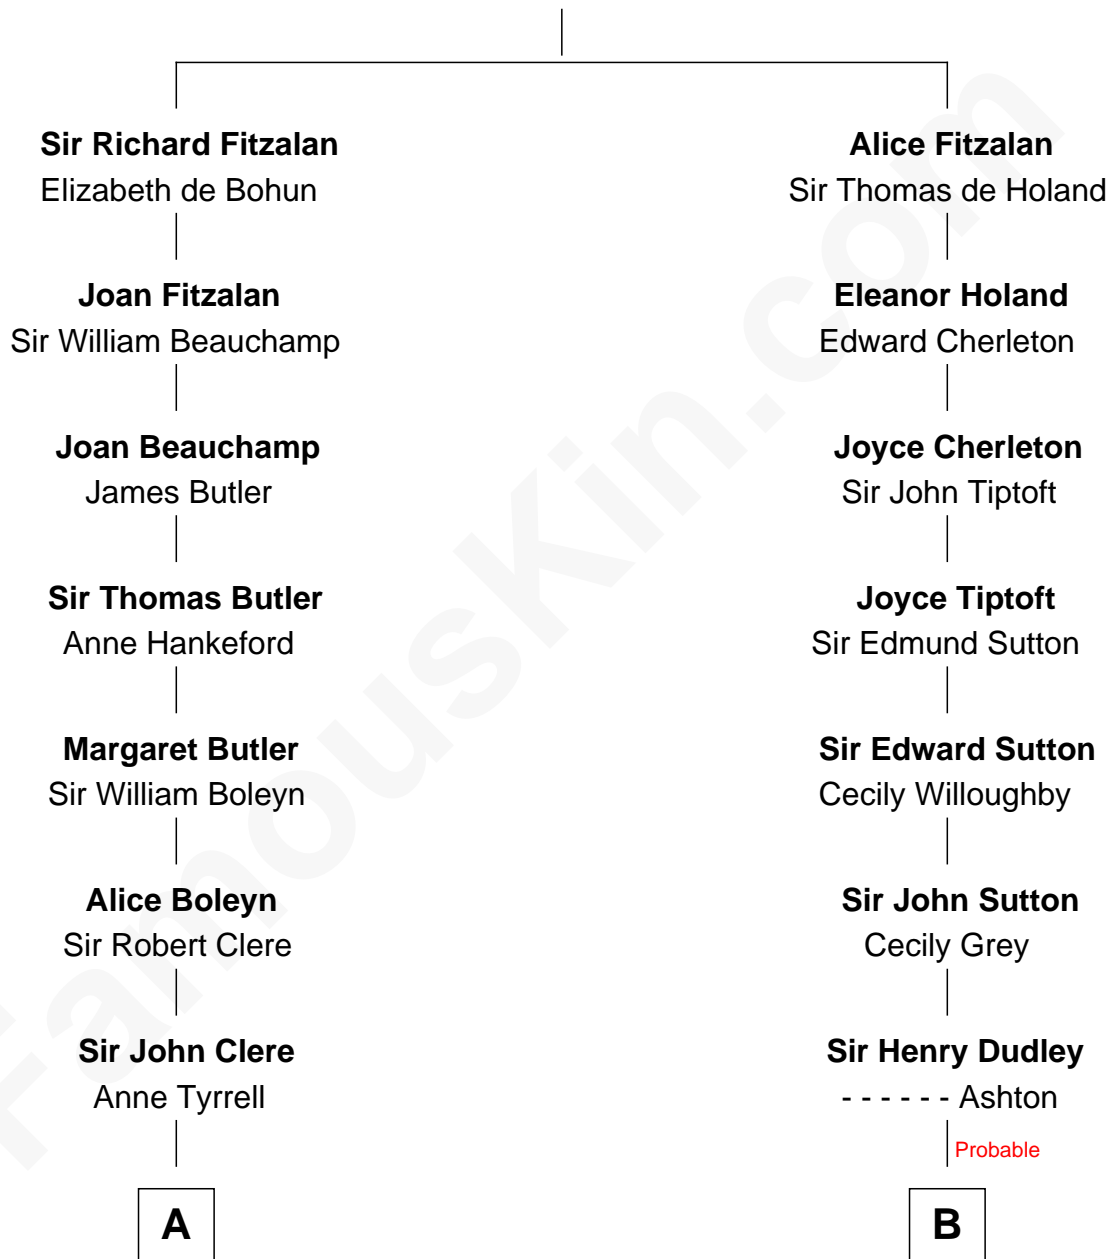 Sir Richard Fitzalan
Elizabeth de Bohun
Alice Fitzalan
Sir Thomas de Holand
Joan Fitzalan
Sir William Beauchamp
Eleanor Holand
Edward Cherleton
Joan Beauchamp
James Butler
Joyce Cherleton
Sir John Tiptoft
Sir Thomas Butler
Anne Hankeford
Joyce Tiptoft
Sir Edmund Sutton
Margaret Butler
Sir William Boleyn
Sir Edward Sutton
Cecily Willoughby
Alice Boleyn
Sir Robert Clere
Sir John Sutton
Cecily Grey
Sir John Clere
Anne Tyrrell
Sir Henry Dudley
- - - - - - Ashton
Probable
A
B
FamousKin.com